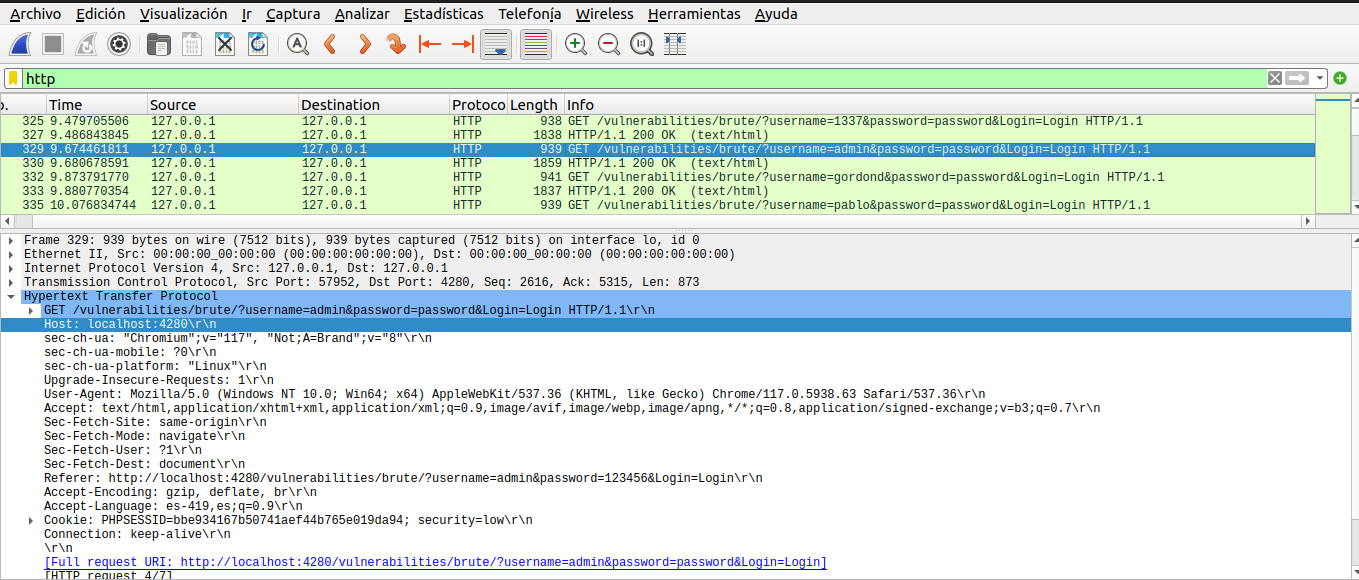 Archivo Edición Visualización Ir Captura Analizar Estadísticas Telefonía Wireless Herramientas Ayuda
http
Time Source Destination Protoco Length Info
325 9.479705506 127.0.0.1 127.0.0.1 HTTP 938 GET /vulnerabilities/brute/?username=1337&password=password&Login=Login HTTP/1.1
327 9.486843845 127.0.0.1 127.0.0.1 HTTP 1838 HTTP/1.1 200 OK (text/html)
329 9.674461811 127.0.0.1 127.0.0.1 HTTP 939 GET /vulnerabilities/brute/?username=admin&password=password&Login=Login HTTP/1.1
330 9.680678591 127.0.0.1 127.0.0.1 HTTP 1859 HTTP/1.1 200 OK (text/html)
332 9.873791770 127.0.0.1 127.0.0.1 HTTP 941 GET /vulnerabilities/brute/?username=gordond&password=password&Login=Login HTTP/1.1
333 9.880770354 127.0.0.1 127.0.0.1 HTTP 1837 HTTP/1.1 200 OK (text/html)
335 10.076834744 127.0.0.1 127.0.0.1 HTTP 939 GET /vulnerabilities/brute/?username=pablo&password=password&Login=Login HTTP/1.1
Frame 329: 939 bytes on wire (7512 bits), 939 bytes captured (7512 bits) on interface lo, id 0
Ethernet II, Src: 00:00:00_00:00:00 (00:00:00:00:00:00), Dst: 00:00:00_00:00:00 (00:00:00:00:00:00)
Internet Protocol Version 4, Src: 127.0.0.1, Dst: 127.0.0.1
Transmission Control Protocol, Src Port: 57952, Dst Port: 4280, Seq: 2616, Ack: 5315, Len: 873
Hypertext Transfer Protocol
GET /vulnerabilities/brute/?username=admin&password=password&Login=Login HTTP/1.1\r\n
Host: localhost:4280\r\n
sec-ch-ua: "Chromium";v="117", "Not;A=Brand";v="8"\r\n
sec-ch-ua-mobile: ?0\r\n
sec-ch-ua-platform: "Linux"\r\n
Upgrade-Insecure-Requests: 1\r\n
User-Agent: Mozilla/5.0 (Windows NT 10.0; Win64; x64) AppleWebKit/537.36 (KHTML, like Gecko) Chrome/117.0.5938.63 Safari/537.36\r\n
Accept: text/html,application/xhtml+xml,application/xml;q=0.9,image/avif,image/webp,image/apng,*/*;q=0.8,application/signed-exchange;v=b3;q=0.7\r\n
Sec-Fetch-Site: same-origin\r\n
Sec-Fetch-Mode: navigate\r\n
Sec-Fetch-User: ?1\r\n
Sec-Fetch-Dest: document\r\n
Referer: http://localhost:4280/vulnerabilities/brute/?username=admin&password=123456&Login=Login\r\n
Accept-Encoding: gzip, deflate, br\r\n
Accept-Language: es-419,es;q=0.9\r\n
Cookie: PHPSESSID=bbe934167b50741aef44b765e019da94; security=low\r\n
Connection: keep-alive\r\n
\r\n
[Full request URI: http://localhost:4280/vulnerabilities/brute/?username=admin&password=password&Login=Login]
[HTTP request 4/7]